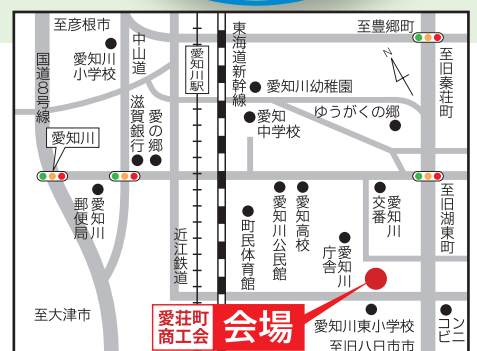 至彦根市
国道8号線
愛知川
小学校
中山道
愛知川駅
東海道新幹線
至豊郷町
N
至旧秦荘町
愛知川幼稚園
ゆうがくの郷
愛知
中学校
滋賀銀行
愛の郷
愛知川
愛知川
郵便局
近江鉄道
町民体育館
愛知川公民館
愛知高校
愛知川
庁舎
愛知川
交番
至旧湖東町
至大津市
愛荘町
商工会
会場
愛知川東小学校
コンビニ
至旧八日市市